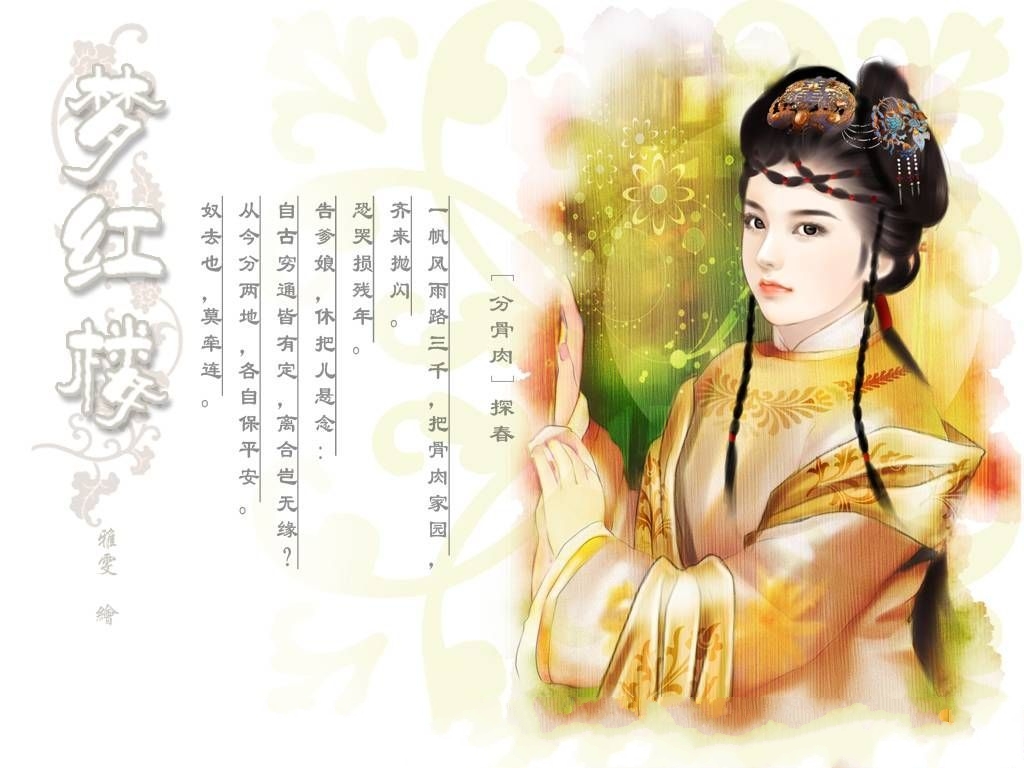 ［分骨肉］探春
一帆风雨路三千，把骨肉家园，
齐来抛闪。
恐哭损残年。
告爹娘，休把儿悬念：
自古穷通皆有定，离合岂无缘？
从今分两地，各自保平安。
奴去也，莫牵连。
梦红楼
雅雯 繪